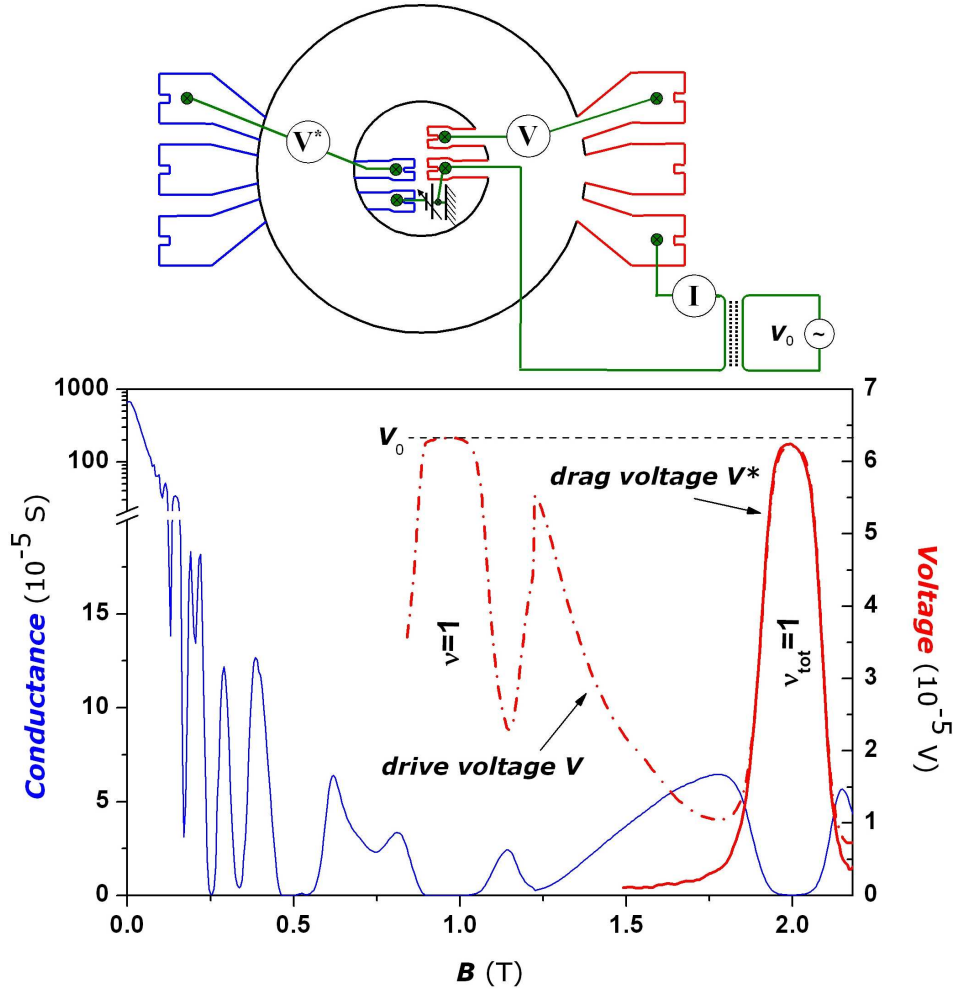 V*
V
I
V₀
~
1000
100
15
10
5
0
Conductance (10⁻⁵ S)
7
6
5
4
3
2
1
0
Voltage (10⁻⁵ V)
V₀
drag voltage V*
ν=1
ν_tot=1
drive voltage V
0.0 0.5 1.0 1.5 2.0
B (T)